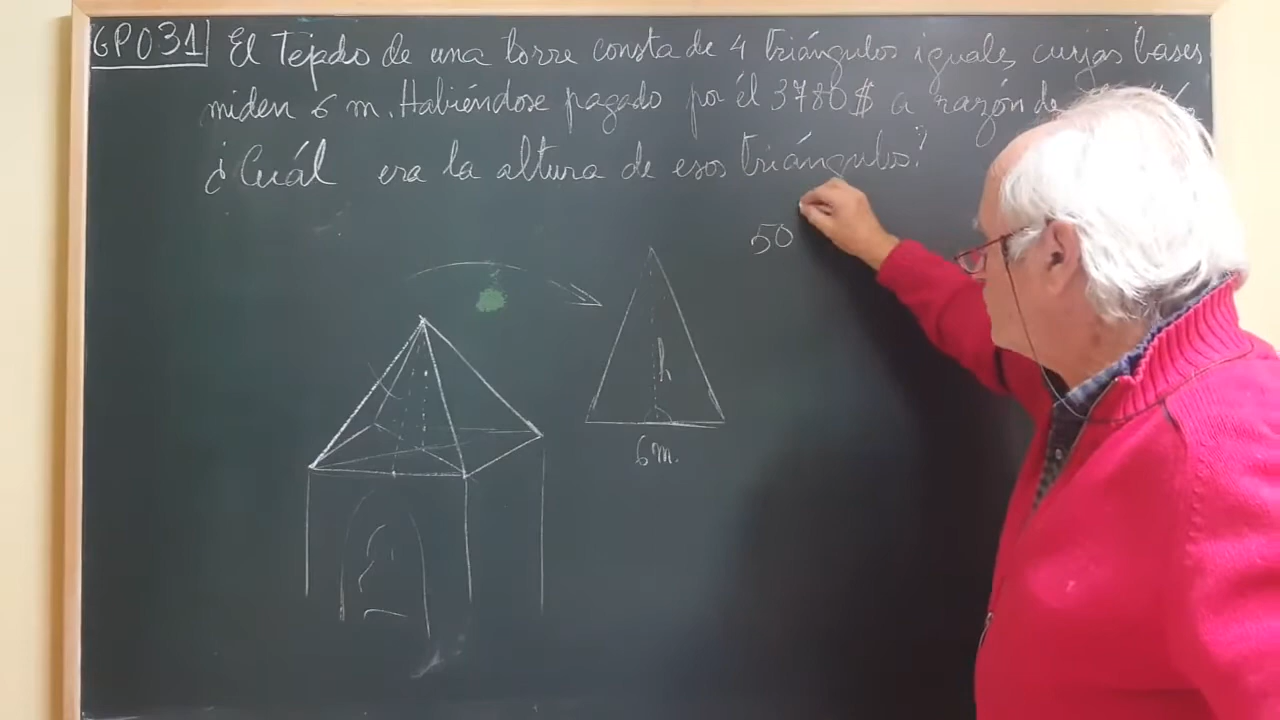 GP031 El Tejado de una torre consta de 4 triángulos iguales, cuyas bases
miden 6 m. Habiéndose pagado por él 3780$ a razón de
¿Cuál era la altura de esos triángulos?
50
h
6m.